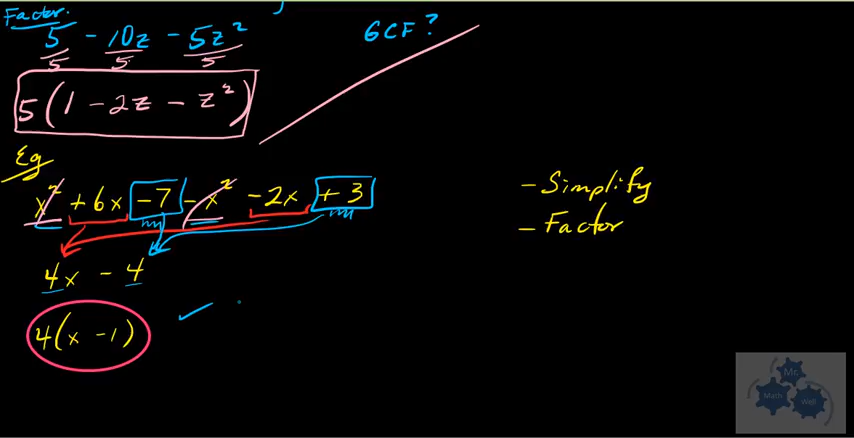 Factor.
5 - 10z - 5z² GCF?
5 5 5
5(1 - 2z - z²)
Eg
x² + 6x - 7 - x² - 2x + 3
- Simplify
- Factor
4x - 4
4(x - 1)
Mr.
Math Well